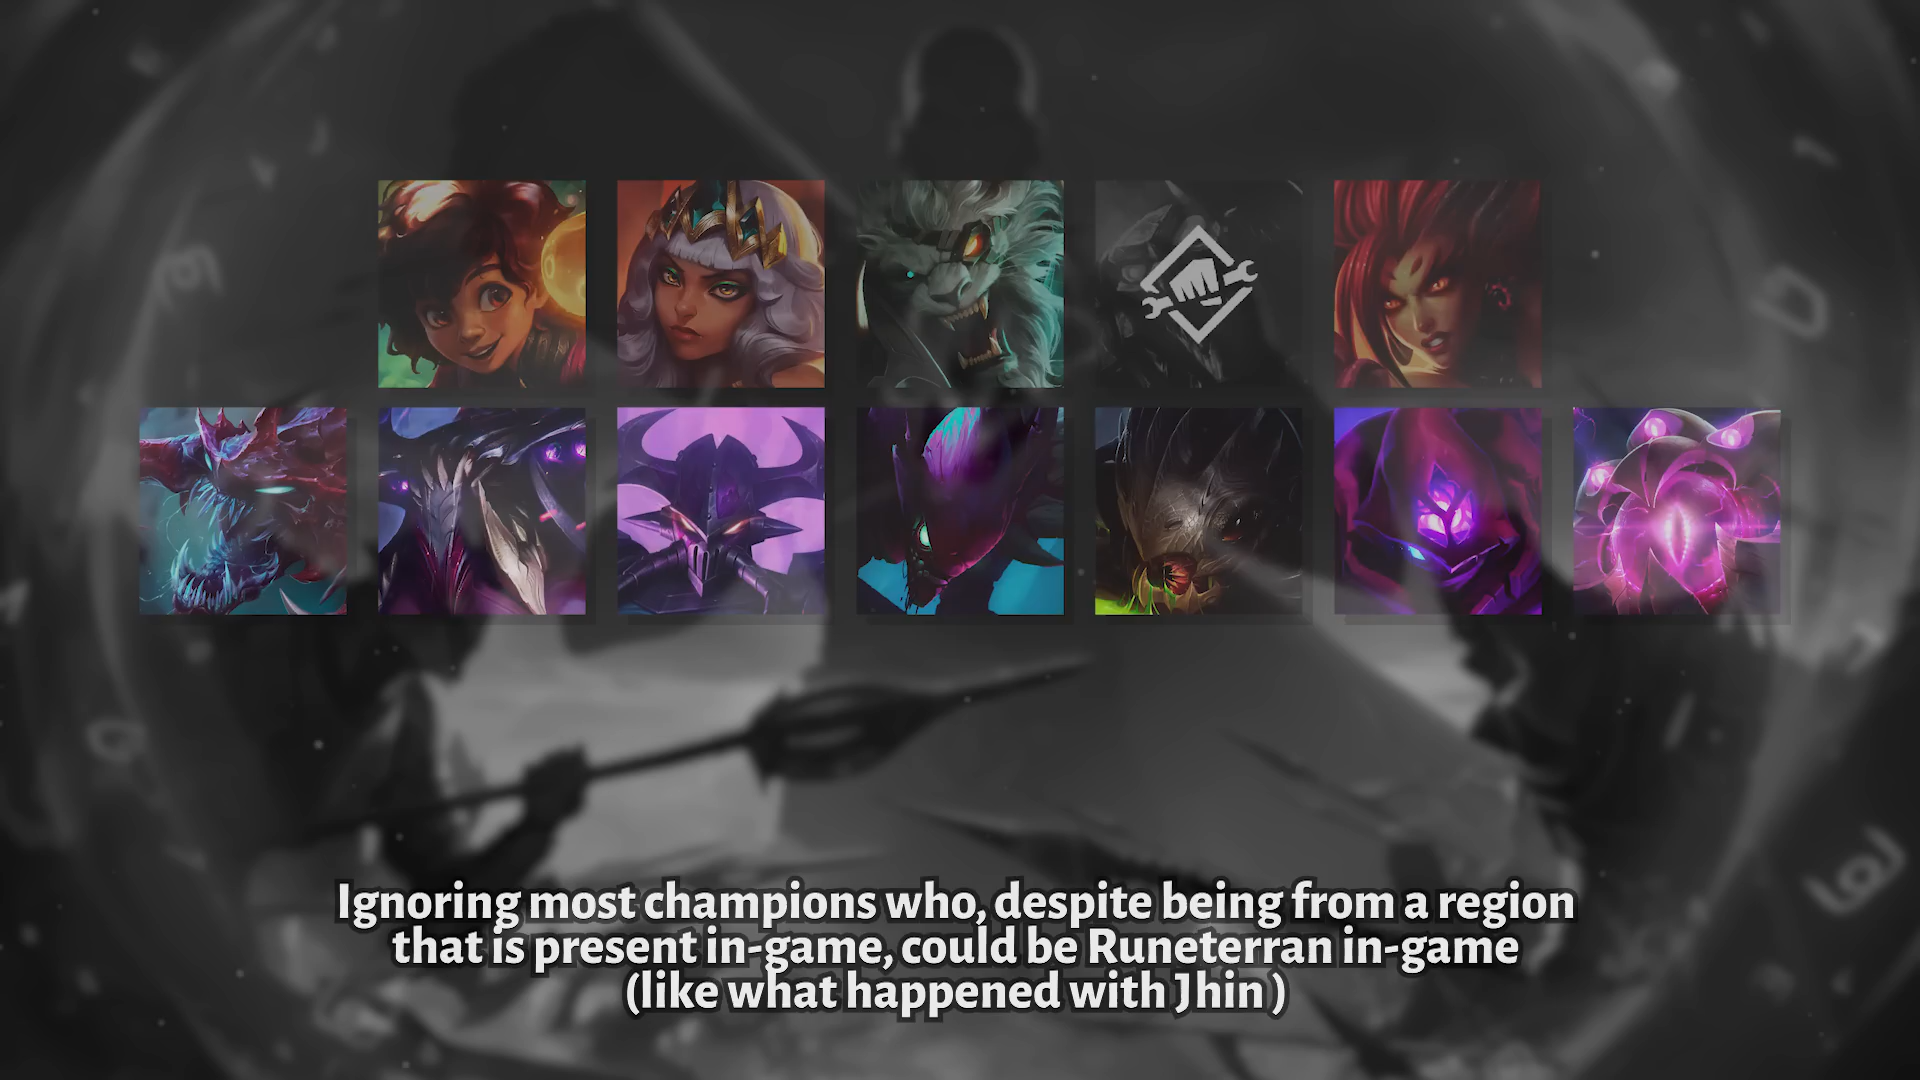 Ignoring most champions who, despite being from a region
that is present in-game, could be Runeterran in-game
(like what happened with Jhin)